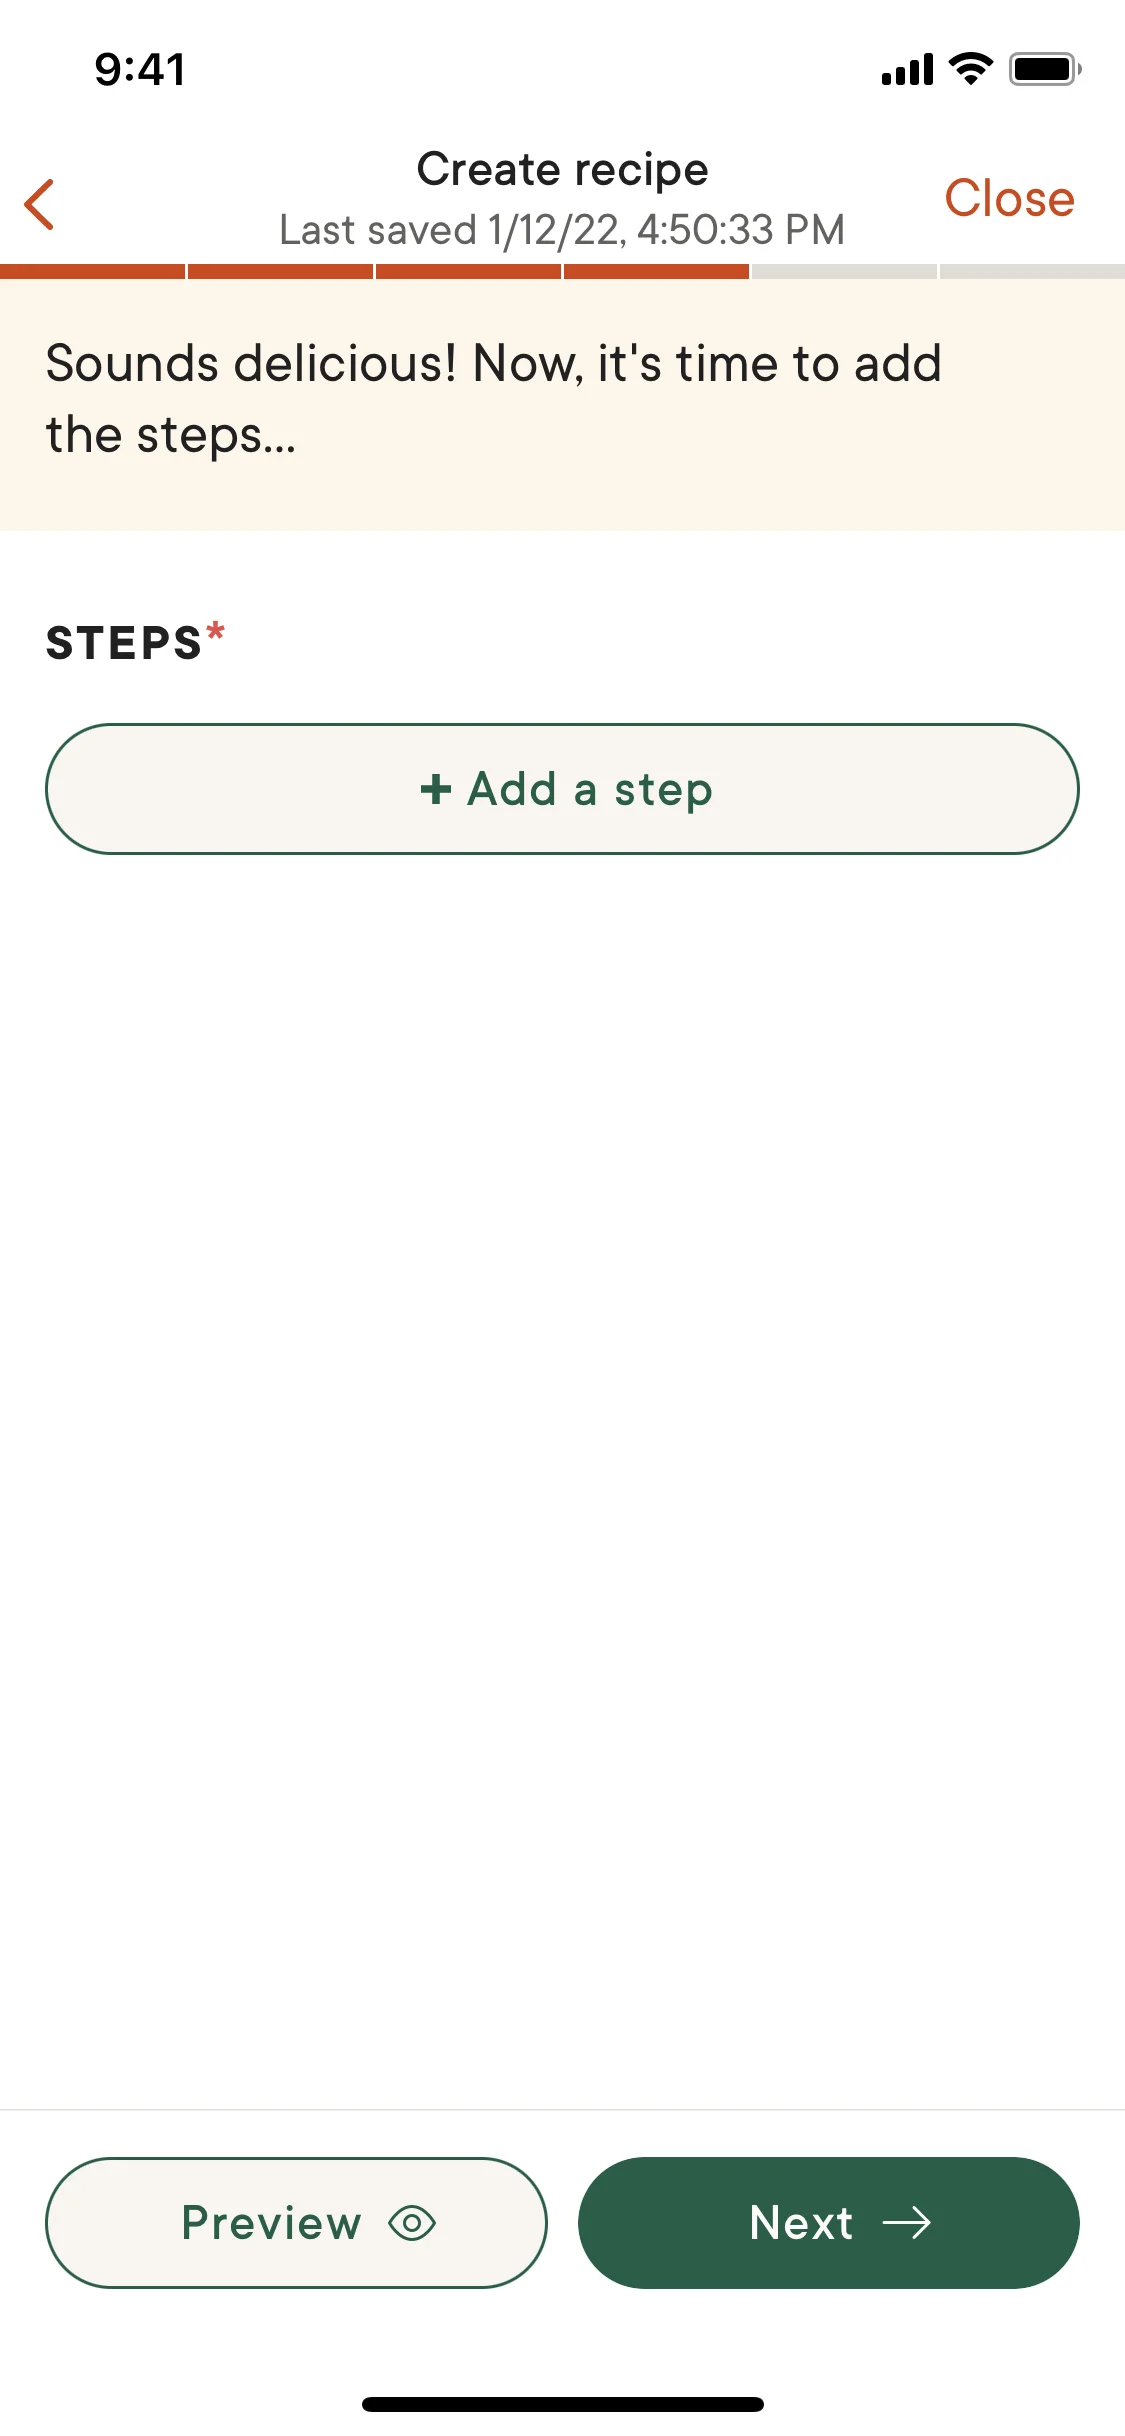 9:41
Create recipe
Last saved 1/12/22, 4:50:33 PM
Close
Sounds delicious! Now, it's time to add
the steps...
STEPS*
+ Add a step
Preview
Next